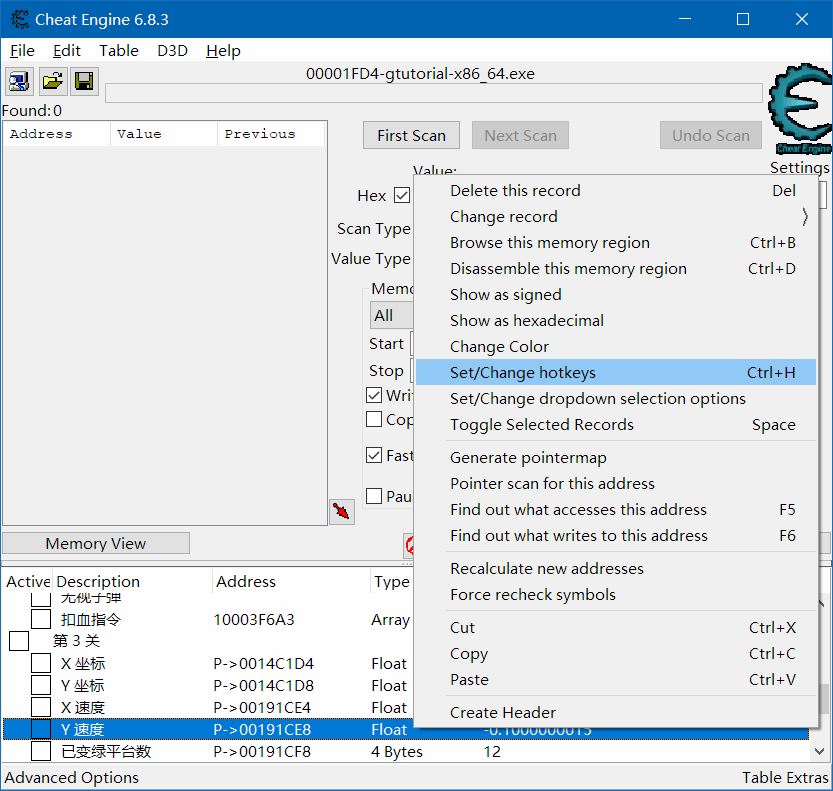 Cheat Engine 6.8.3
File Edit Table D3D Help
00001FD4-gtutorial-x86_64.exe
Found: 0
Address Value Previous
First Scan Next Scan Undo Scan
Cheat Engine
Settings
Value:
Hex
Scan Type
Value Type
Memo
All
Start
Stop
Writ
Cop
Fast
Pau
Delete this record Del
Change record
Browse this memory region Ctrl+B
Disassemble this memory region Ctrl+D
Show as signed
Show as hexadecimal
Change Color
Set/Change hotkeys Ctrl+H
Set/Change dropdown selection options
Toggle Selected Records Space
Generate pointermap
Pointer scan for this address
Find out what accesses this address F5
Find out what writes to this address F6
Recalculate new addresses
Force recheck symbols
Cut Ctrl+X
Copy Ctrl+C
Paste Ctrl+V
Create Header
Memory View
Active Description Address Type
无视子弹
扣血指令 10003F6A3 Array
第 3 关
X 坐标 P->0014C1D4 Float
Y 坐标 P->0014C1D8 Float
X 速度 P->00191CE4 Float
Y 速度 P->00191CE8 Float -0.1000000015
已变绿平台数 P->00191CF8 4 Bytes 12
Advanced Options Table Extras